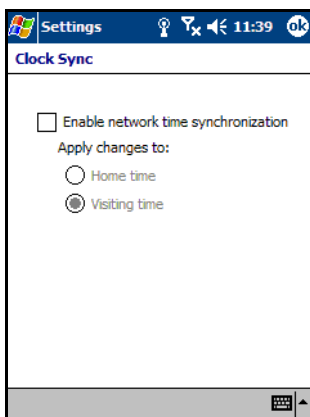 Settings 11:39 ok
Clock Sync
Enable network time synchronization
Apply changes to:
Home time
Visiting time